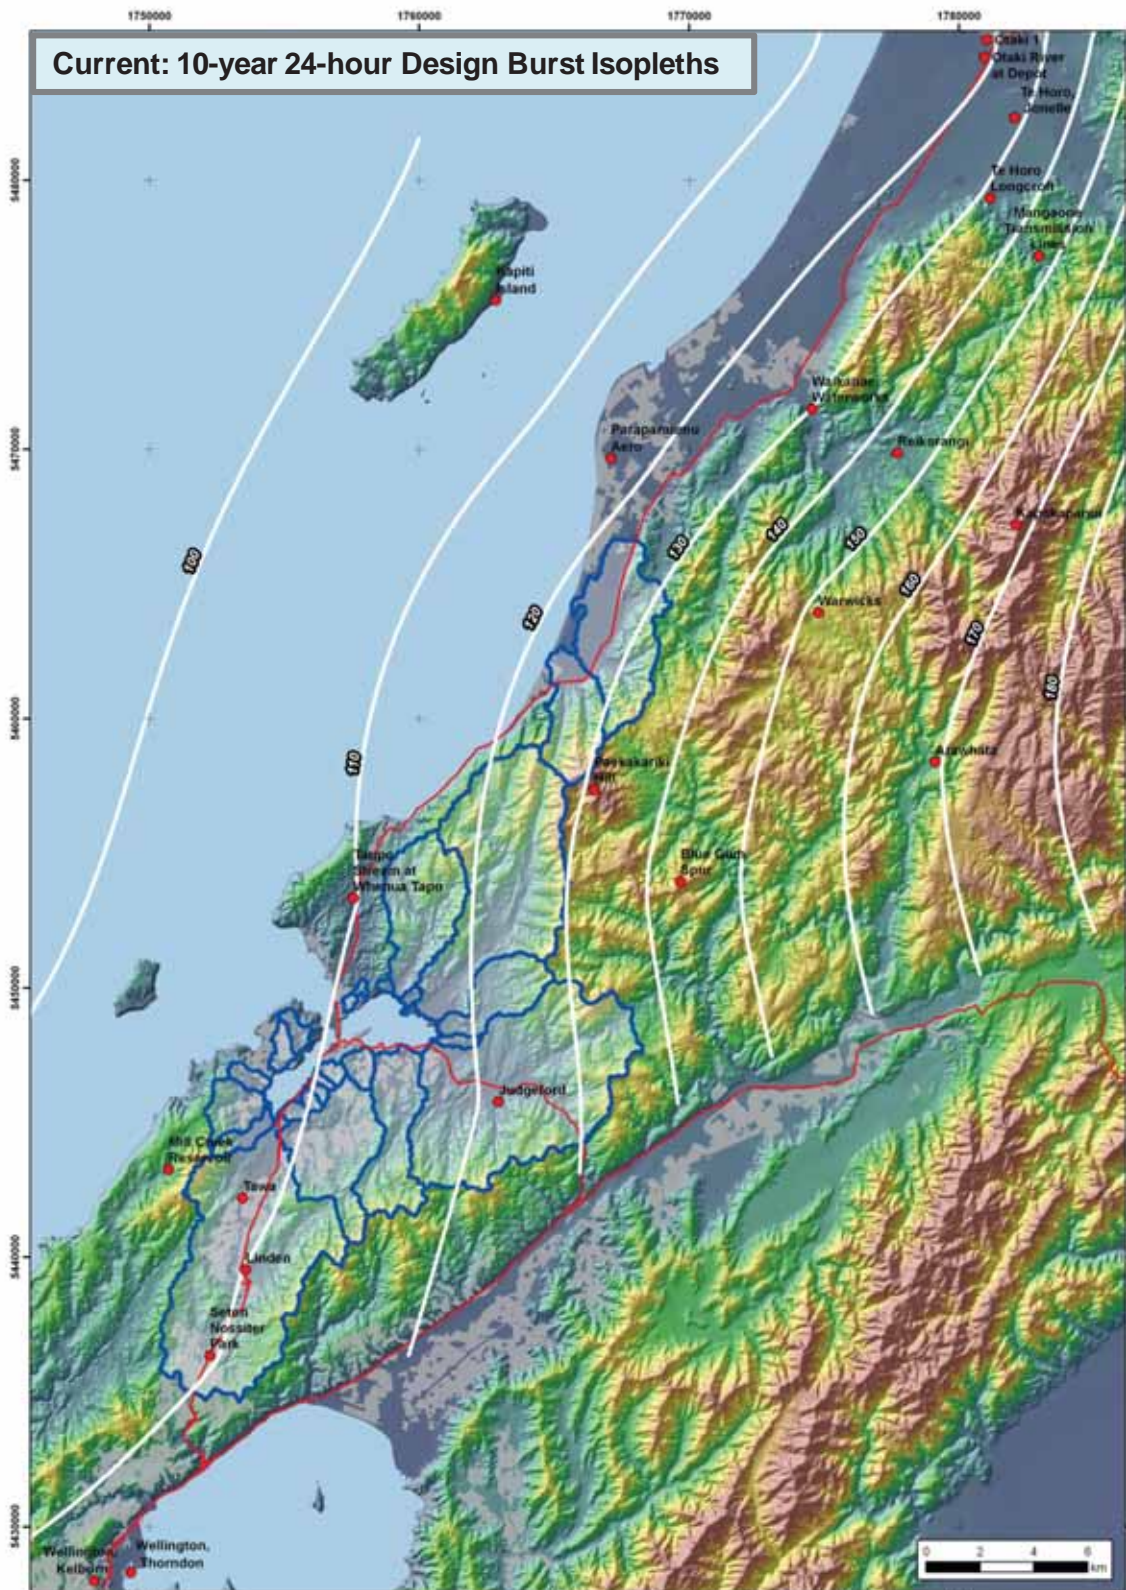 1750000
1760000
1770000
1780000
Current: 10-year 24-hour Design Burst Isopleths
Otaki 1
Otaki River
at Depot
Te Horo,
Jenelle
5480000
Te Horo
Longcroft
Mangaone
Transmission
Lines
Kapiti
Island
Waikanae
Waterworks
Paraparaumu
Aero
Reikorangi
5470000
Kapakapanui
140
150
130
100
160
Warwicks
120
170
180
5460000
110
Arawhata
Paekakariki
Hill
Blue Gum
Spur
Taupo
Stream at
Whenua Tapu
5450000
Judgeford
Mill Creek
Reservoir
Tawa
5440000
Linden
Seton
Nossiter
Park
5430000
Wellington,
Kelburn
Wellington,
Thorndon
0 2 4 6
km